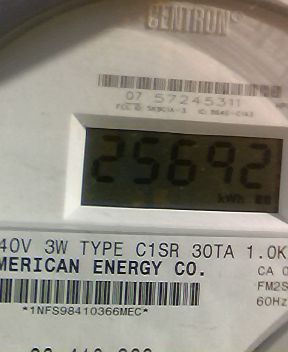 CENTRON®
07 57245311
25692
kWh
40V 3W TYPE C1SR 30TA 1.0K
MERICAN ENERGY CO.
CA 0
FM2S
60Hz
*1NFS98410366MEC*